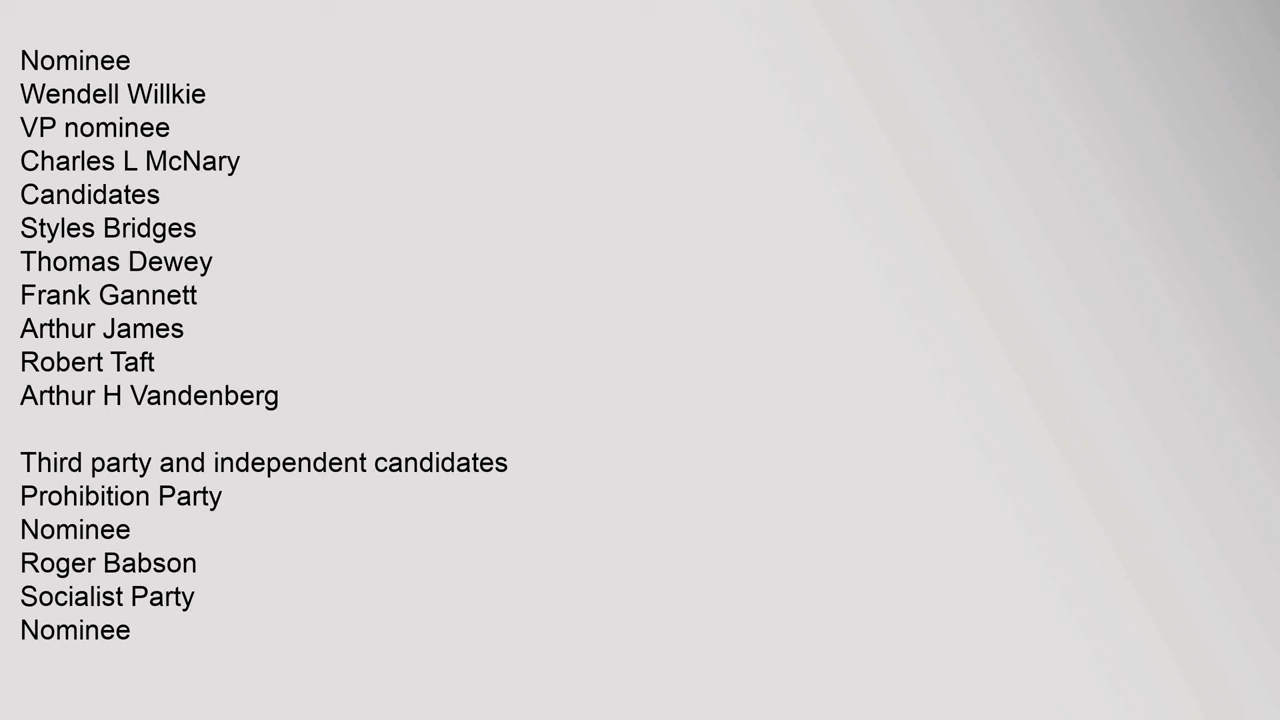 Nominee
Wendell Willkie
VP nominee
Charles L McNary
Candidates
Styles Bridges
Thomas Dewey
Frank Gannett
Arthur James
Robert Taft
Arthur H Vandenberg
Third party and independent candidates
Prohibition Party
Nominee
Roger Babson
Socialist Party
Nominee